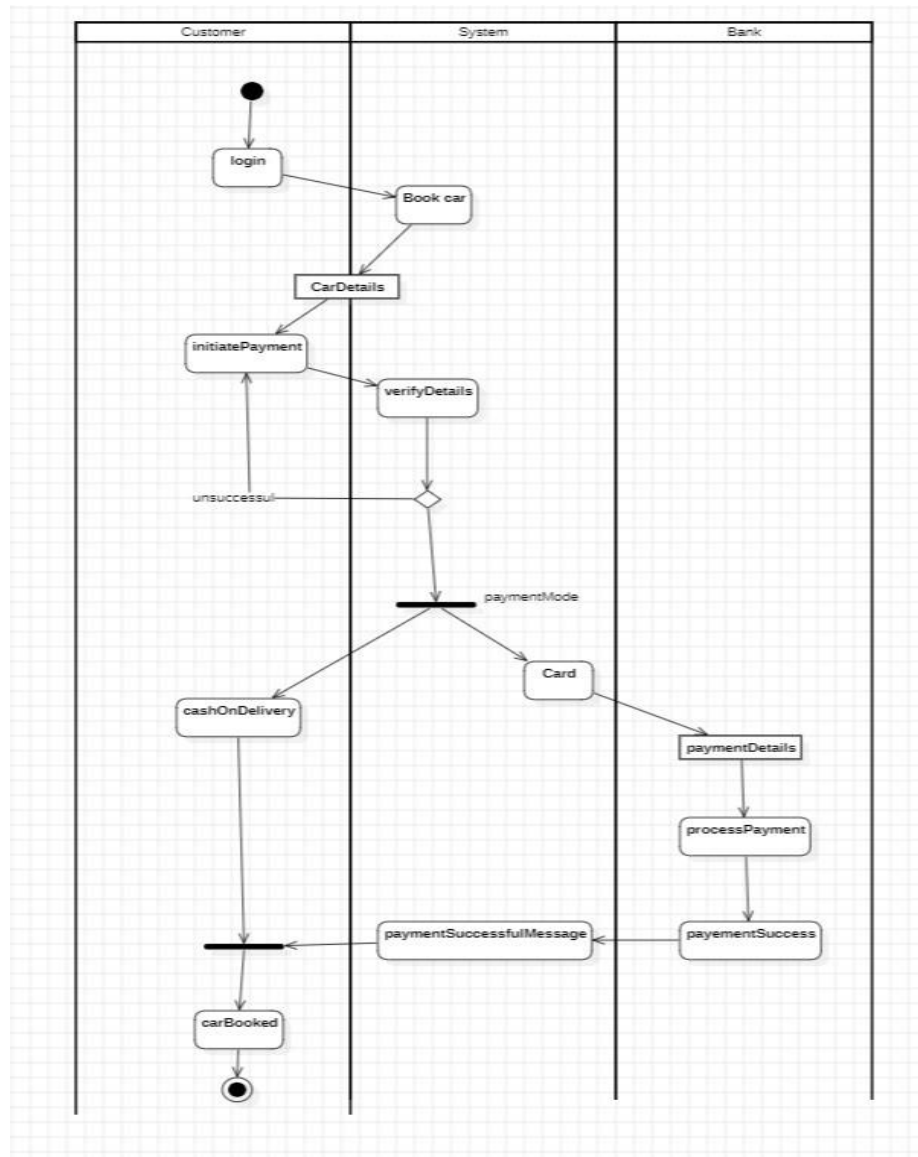 Customer
System
Bank
login
Book car
CarDetails
initiatePayment
verifyDetails
unsuccessul
paymentMode
Card
cashOnDelivery
paymentDetails
processPayment
paymentSuccessfulMessage
payementSuccess
carBooked